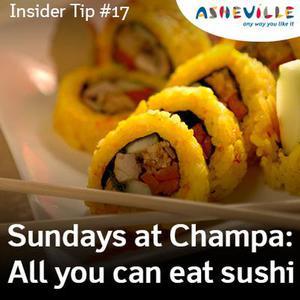 Insider Tip #17
ASHEVILLE
any way you like it
Sundays at Champa:
All you can eat sushi